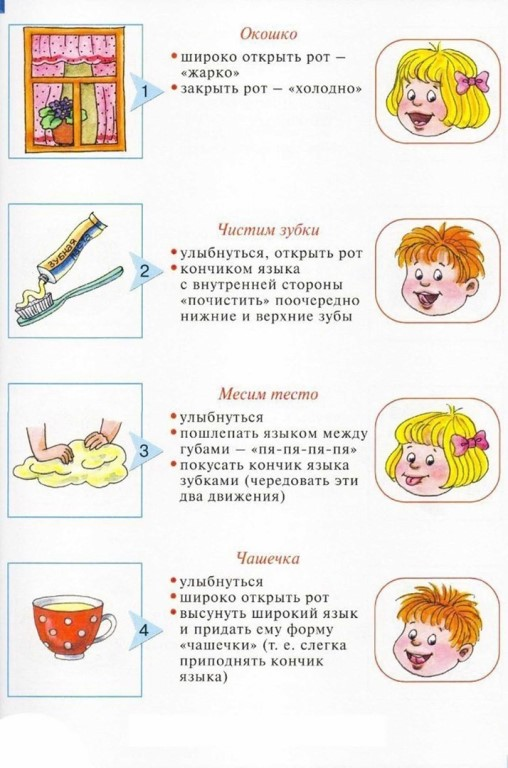 Окошко
• широко открыть рот –
«жарко»
• закрыть рот – «холодно»
1
Чистим зубки
• улыбнуться, открыть рот
• кончиком языка
с внутренней стороны
«почистить» поочередно
нижние и верхние зубы
ЗУБНАЯ
ПАСТА
2
Месим тесто
• улыбнуться
• пошлепать языком между
губами – «пя-пя-пя-пя»
• покусать кончик языка
зубками (чередовать эти
два движения)
3
Чашечка
• улыбнуться
• широко открыть рот
• высунуть широкий язык
и придать ему форму
«чашечки» (т. е. слегка
приподнять кончик
языка)
4